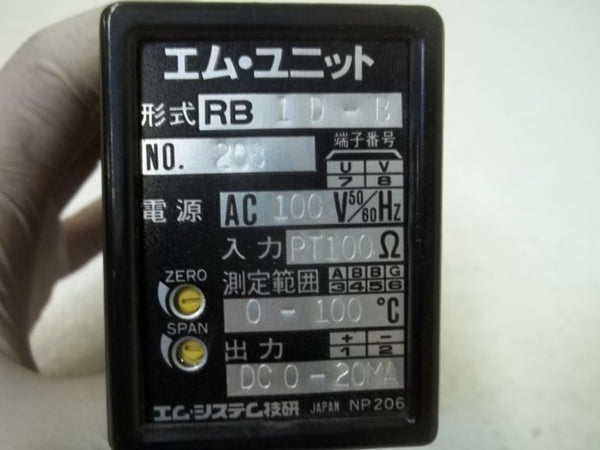 エム・ユニット
形式 RB 1D-B
NO. 208
端子番号
U V
7 8
電源 AC 100 V 50/60 Hz
入力 PT100 Ω
ZERO
測定範囲 A B B G
3 4 5 6
0 - 100 °C
SPAN
出力 + -
1 2
DC 0 - 20MA
エム・システム技研 JAPAN NP206